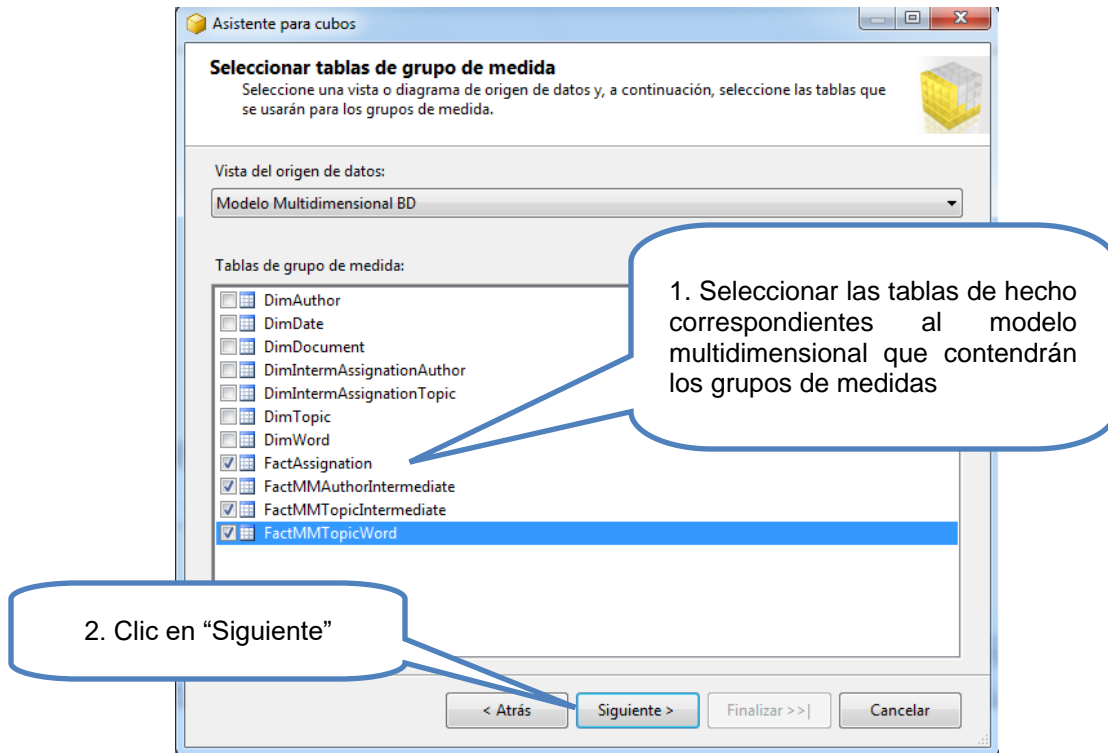 Asistente para cubos
Seleccionar tablas de grupo de medida
Seleccione una vista o diagrama de origen de datos y, a continuación, seleccione las tablas que
se usarán para los grupos de medida.
Vista del origen de datos:
Modelo Multidimensional BD
Tablas de grupo de medida:
DimAuthor
DimDate
DimDocument
DimIntermAssignationAuthor
DimIntermAssignationTopic
DimTopic
DimWord
FactAssignation
FactMMAuthorIntermediate
FactMMTopicIntermediate
FactMMTopicWord
1. Seleccionar las tablas de hecho
correspondientes al modelo
multidimensional que contendrán
los grupos de medidas
2. Clic en “Siguiente”
< Atrás
Siguiente >
Finalizar >>|
Cancelar